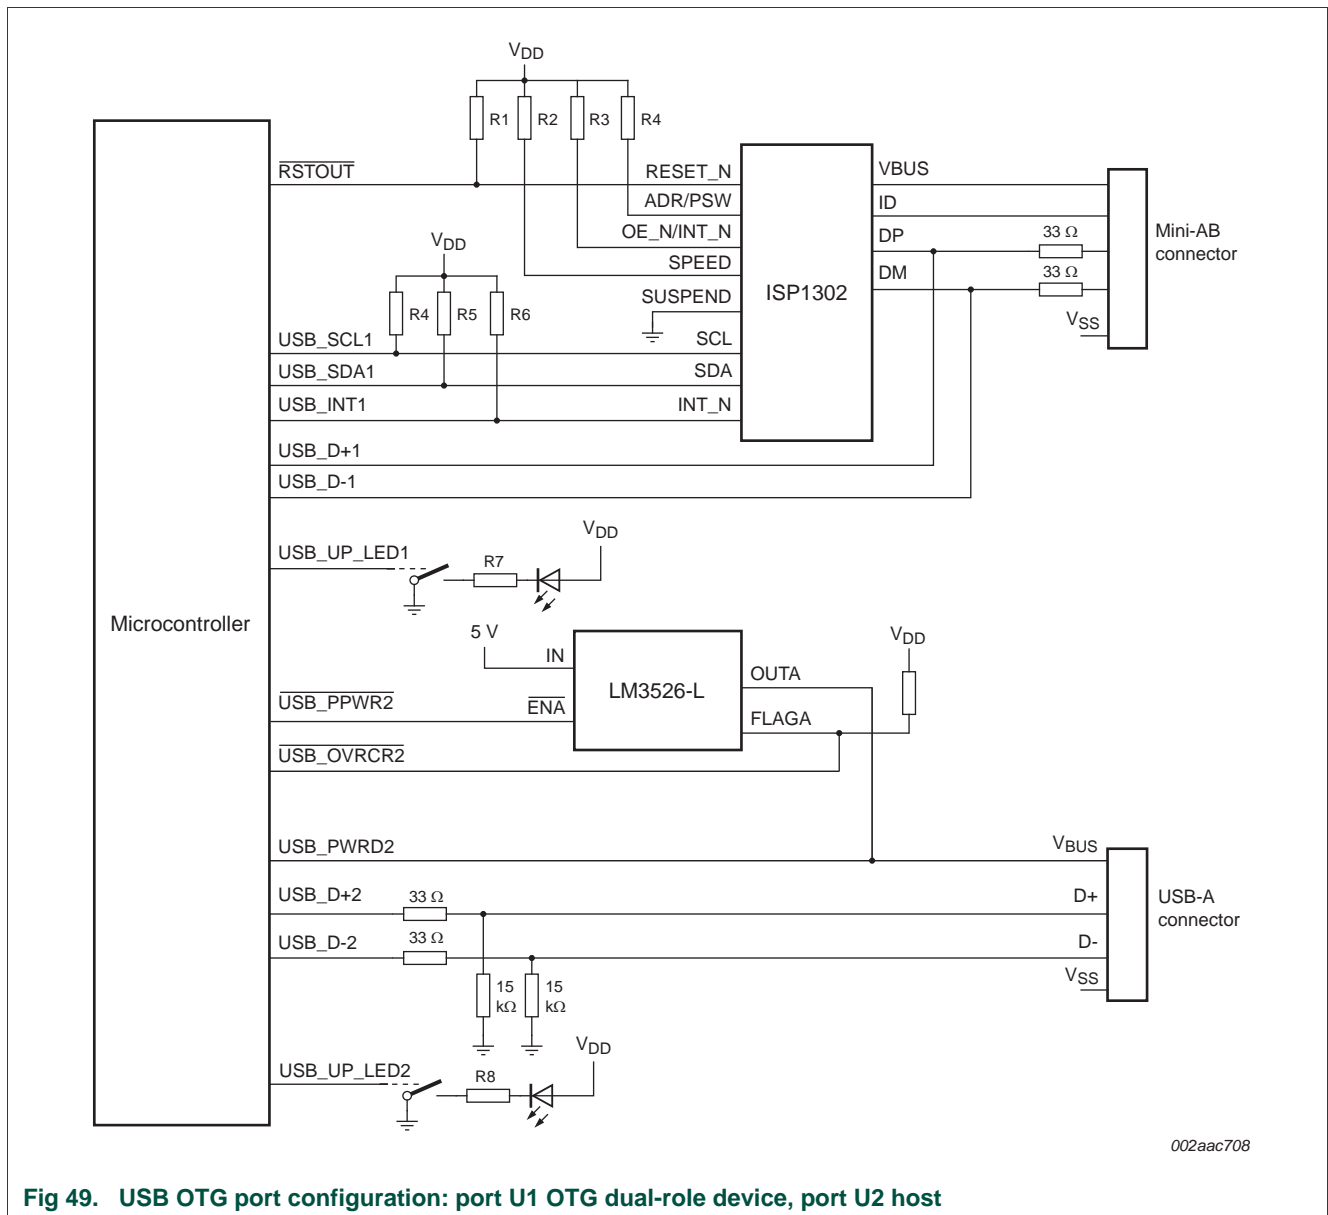 VDD
R1 R2 R3 R4
RSTOUT
RESET_N
VBUS
ADR/PSW
ID
OE_N/INT_N
DP
33 Ω
Mini-AB
connector
VDD
SPEED
DM
33 Ω
SUSPEND
ISP1302
R4 R5 R6
VSS
USB_SCL1
SCL
USB_SDA1
SDA
USB_INT1
INT_N
USB_D+1
USB_D-1
VDD
USB_UP_LED1
R7
Microcontroller
5 V
IN
LM3526-L
OUTA
VDD
USB_PPWR2
ENA
FLAGA
USB_OVRCR2
USB_PWRD2
VBUS
USB_D+2
33 Ω
D+
USB-A
connector
USB_D-2
33 Ω
D-
VSS
15
kΩ
15
kΩ
VDD
USB_UP_LED2
R8
002aac708
Fig 49. USB OTG port configuration: port U1 OTG dual-role device, port U2 host